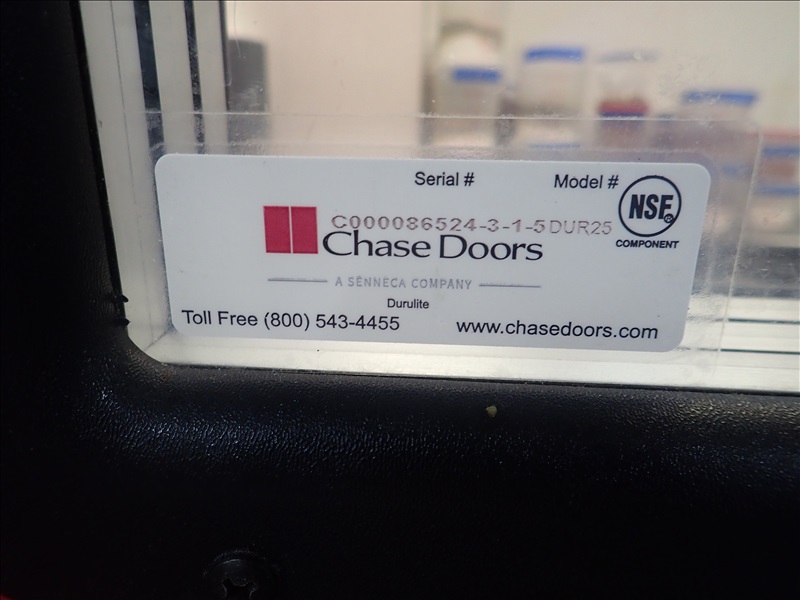 Serial # Model #
NSF®
COMPONENT
C000086524-3-1-5 DUR25
Chase Doors
A SENNECA COMPANY
Durulite
Toll Free (800) 543-4455 www.chasedoors.com